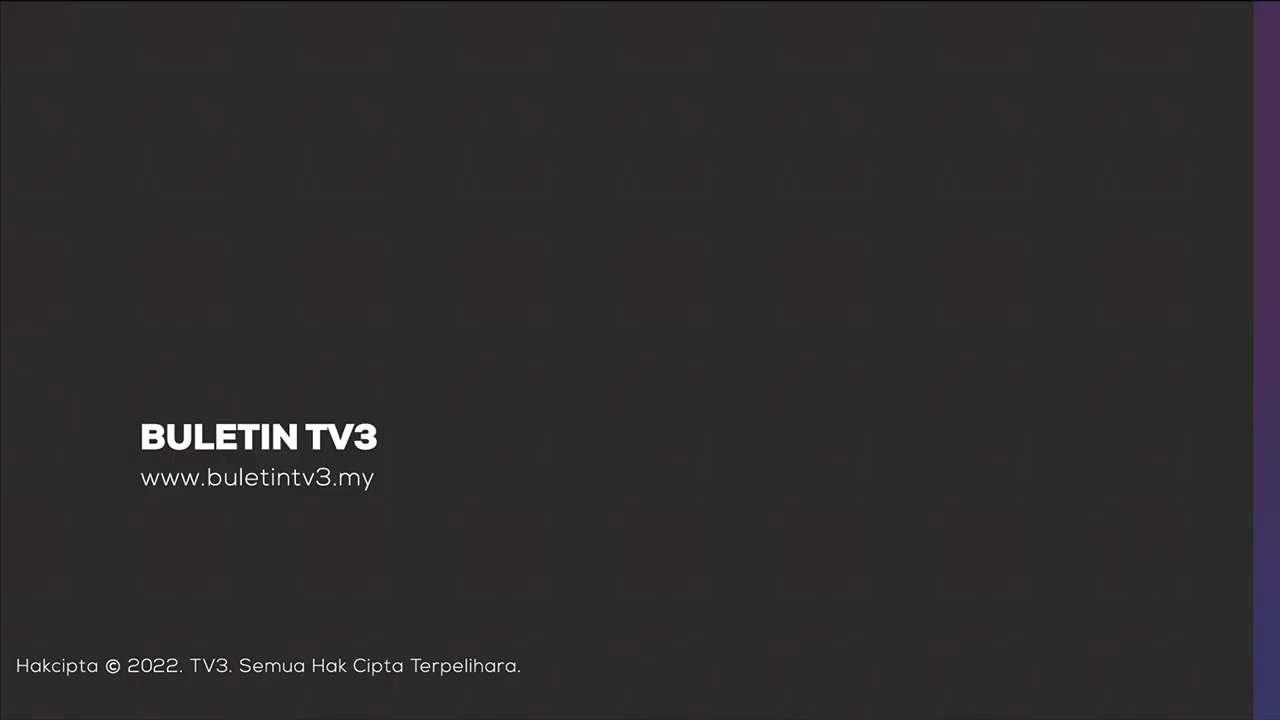 BULETIN TV3
www.buletintv3.my
Hakcipta © 2022. TV3. Semua Hak Cipta Terpelihara.